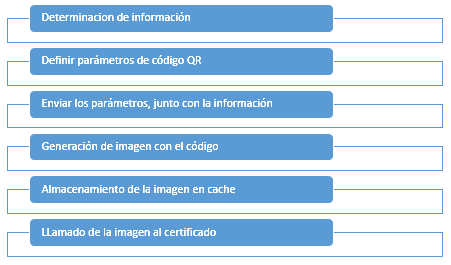 Determinacion de información
Definir parámetros de código QR
Enviar los parámetros, junto con la información
Generación de imagen con el código
Almacenamiento de la imagen en cache
LLamado de la imagen al certificado